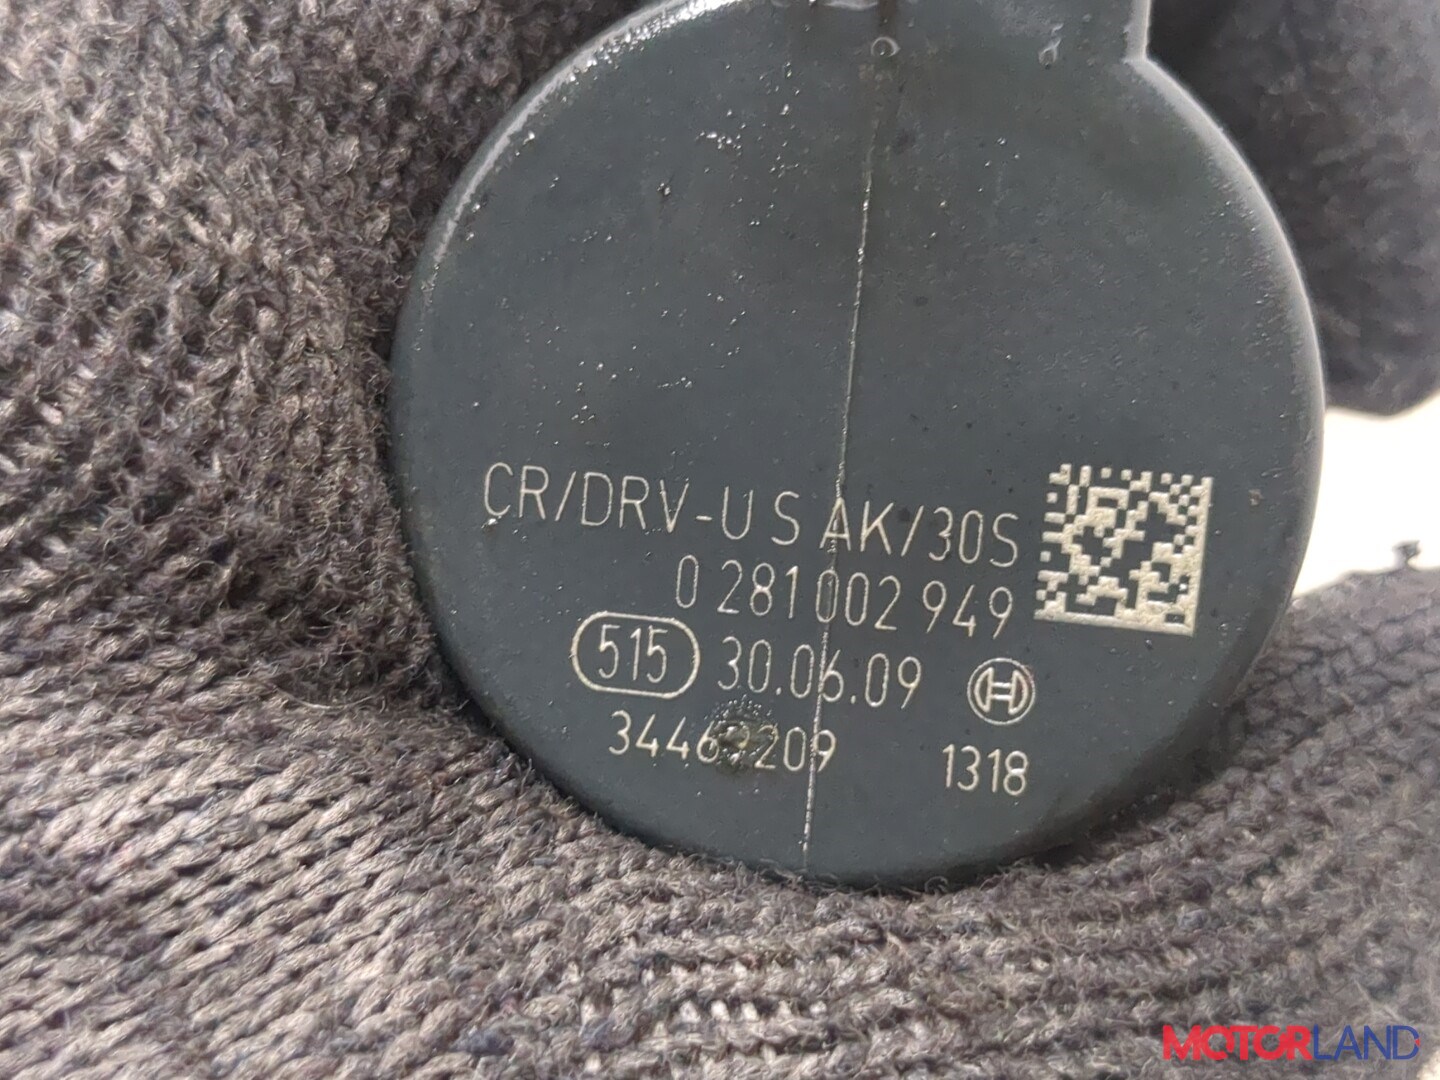 CR/DRV-U S AK/30S
0 281 002 949
515 30.06.09
1318
MOTORLAND